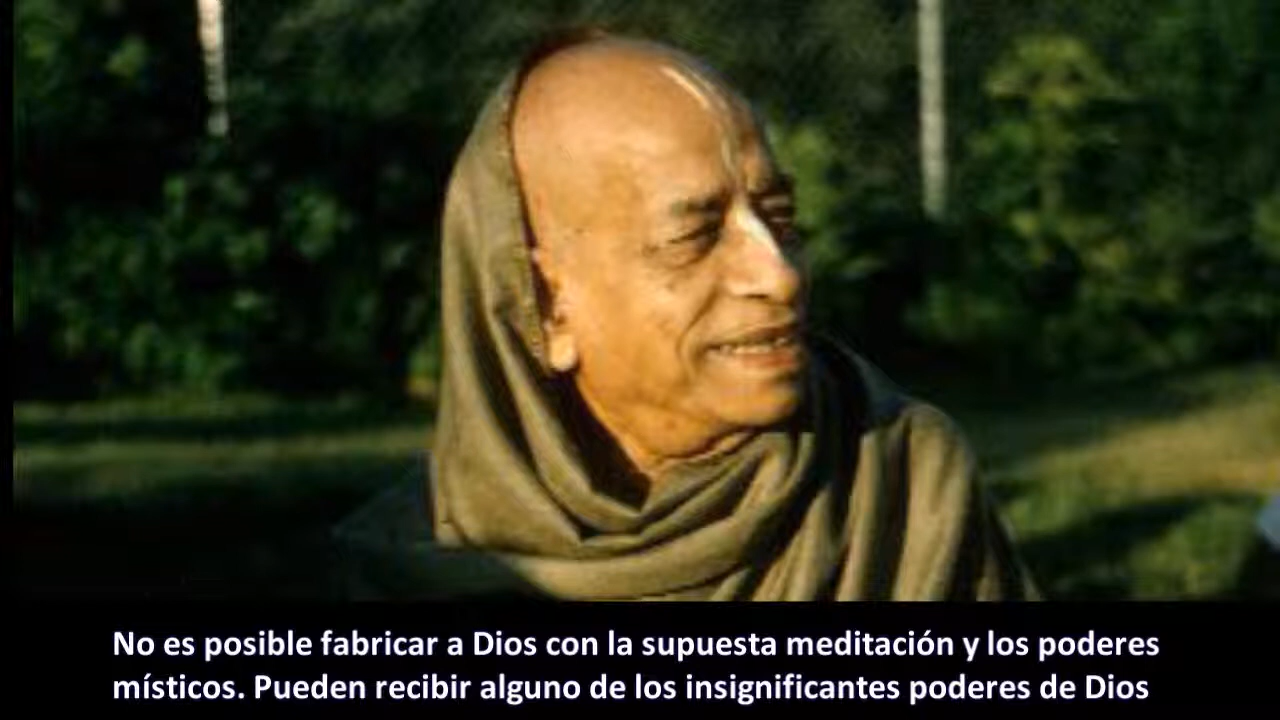 No es posible fabricar a Dios con la supuesta meditación y los poderes
místicos. Pueden recibir alguno de los insignificantes poderes de Dios